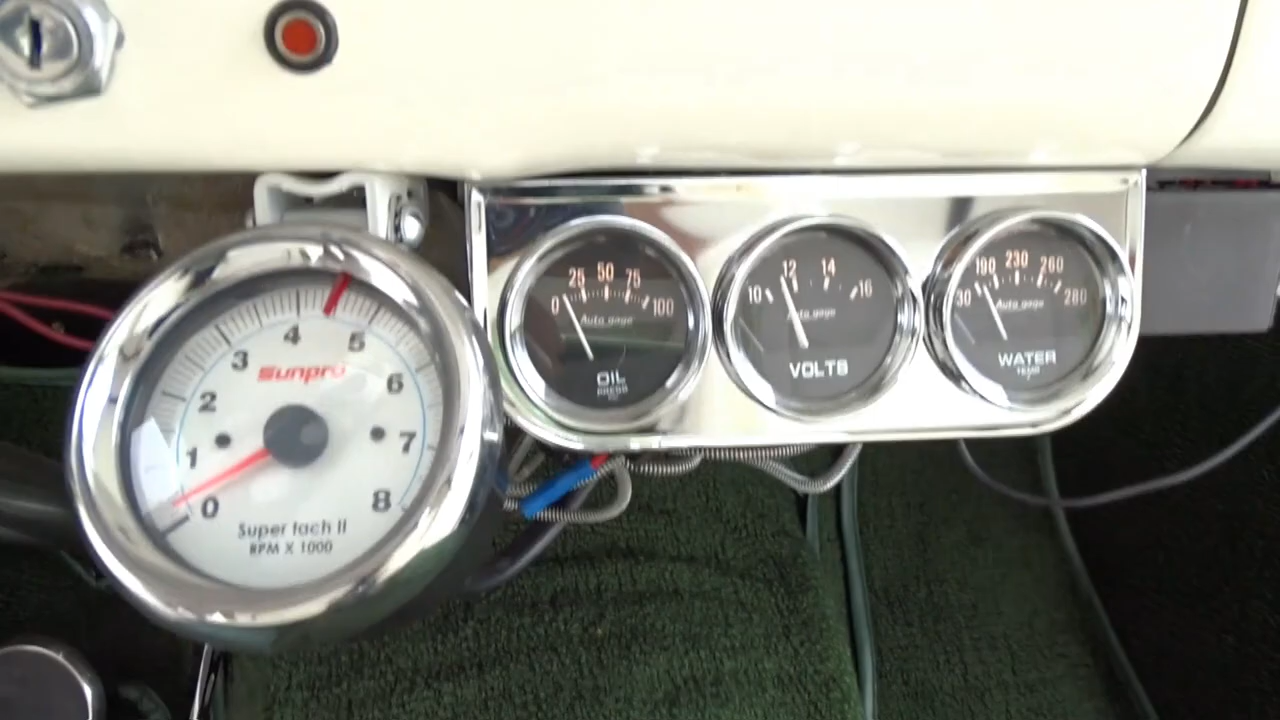 4
3
5
2
6
1
7
0
8
Sunpro
Super tach II
RPM X 1000
0 25 50 75 100
Auto gage
OIL
PRESS
10 12 14 16
Auto gage
VOLTS
190 230 260 280
Auto gage
WATER
TEMP